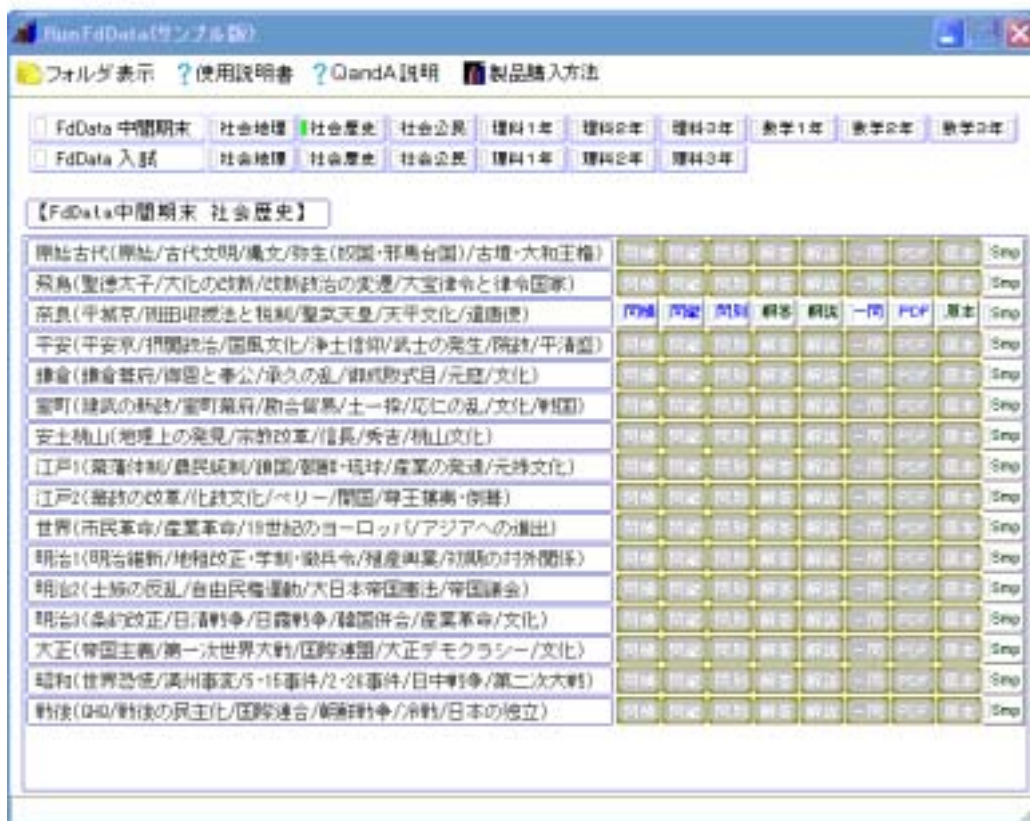 RunFdData(サンプル版)
フォルダ表示 ?使用説明書 ?QandA説明 製品購入方法
FdData 中間期末 社会地理 社会歴史 社会公民 理科1年 理科2年 理科3年 数学1年 数学2年 数学3年
FdData 入試 社会地理 社会歴史 社会公民 理科1年 理科2年 理科3年
【FdData中間期末 社会歴史】
原始古代(原始/古代文明/縄文/弥生(奴国・邪馬台国)/古墳・大和王権) Smp
飛鳥(聖徳太子/大化の改新/改新政治の変遷/大宝律令と律令国家) Smp
奈良(平城京/班田収授法と税制/聖武天皇/天平文化/遣唐使) 問横 問縦 問別 解答 解説 一問 PDF 原本 Smp
平安(平安京/摂関政治/国風文化/浄土信仰/武士の発生/院政/平清盛) Smp
鎌倉(鎌倉幕府/御恩と奉公/承久の乱/御成敗式目/元寇/文化) Smp
室町(建武の新政/室町幕府/勘合貿易/土一揆/応仁の乱/文化/戦国) Smp
安土桃山(地理上の発見/宗教改革/信長/秀吉/桃山文化) Smp
江戸1(幕藩体制/農民統制/鎖国/朝鮮・琉球/産業の発達/元禄文化) Smp
江戸2(幕政の改革/化政文化/ペリー/開国/尊王攘夷・倒幕) Smp
世界(市民革命/産業革命/19世紀のヨーロッパ/アジアへの進出) Smp
明治1(明治維新/地租改正・学制・徴兵令/殖産興業/初期の対外関係) Smp
明治2(士族の反乱/自由民権運動/大日本帝国憲法/帝国議会) Smp
明治3(条約改正/日清戦争/日露戦争/韓国併合/産業革命/文化) Smp
大正(帝国主義/第一次世界大戦/国際連盟/大正デモクラシー/文化) Smp
昭和(世界恐慌/満州事変/5・15事件/2・26事件/日中戦争/第二次大戦) Smp
戦後(GHQ/戦後の民主化/国際連合/朝鮮戦争/冷戦/日本の独立) Smp